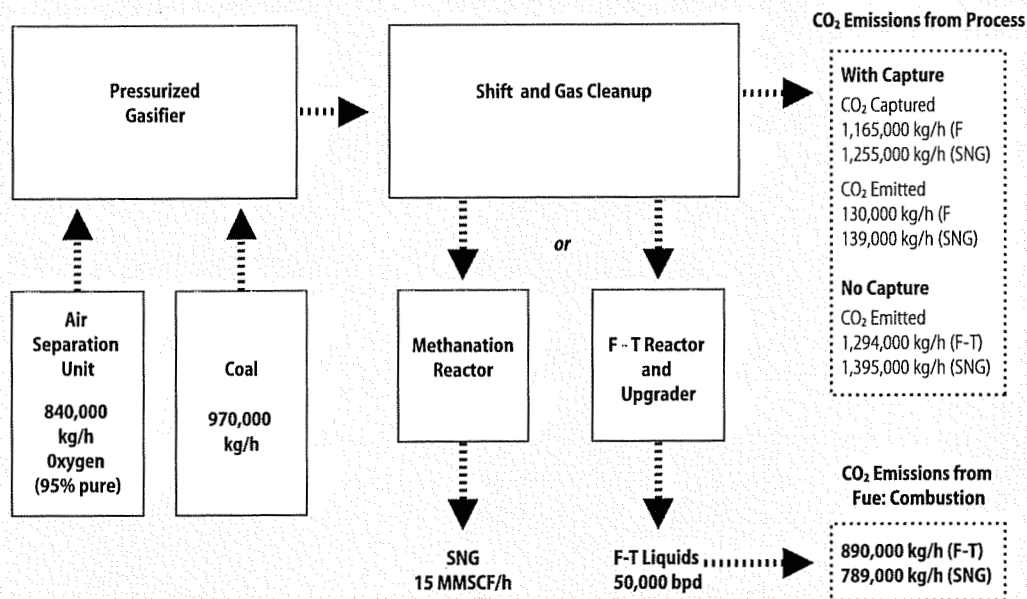 CO₂ Emissions from Process
Pressurized
Gasifier
Shift and Gas Cleanup
With Capture
CO₂ Captured
1,165,000 kg/h (F
1,255,000 kg/h (SNG)
CO₂ Emitted
130,000 kg/h (F
139,000 kg/h (SNG)
No Capture
CO₂ Emitted
1,294,000 kg/h (F-T)
1,395,000 kg/h (SNG)
or
Air
Separation
Unit
840,000
kg/h
Oxygen
(95% pure)
Coal
970,000
kg/h
Methanation
Reactor
F - T Reactor
and
Upgrader
SNG
15 MMSCF/h
F-T Liquids
50,000 bpd
CO₂ Emissions from
Fue: Combustion
890,000 kg/h (F-T)
789,000 kg/h (SNG)